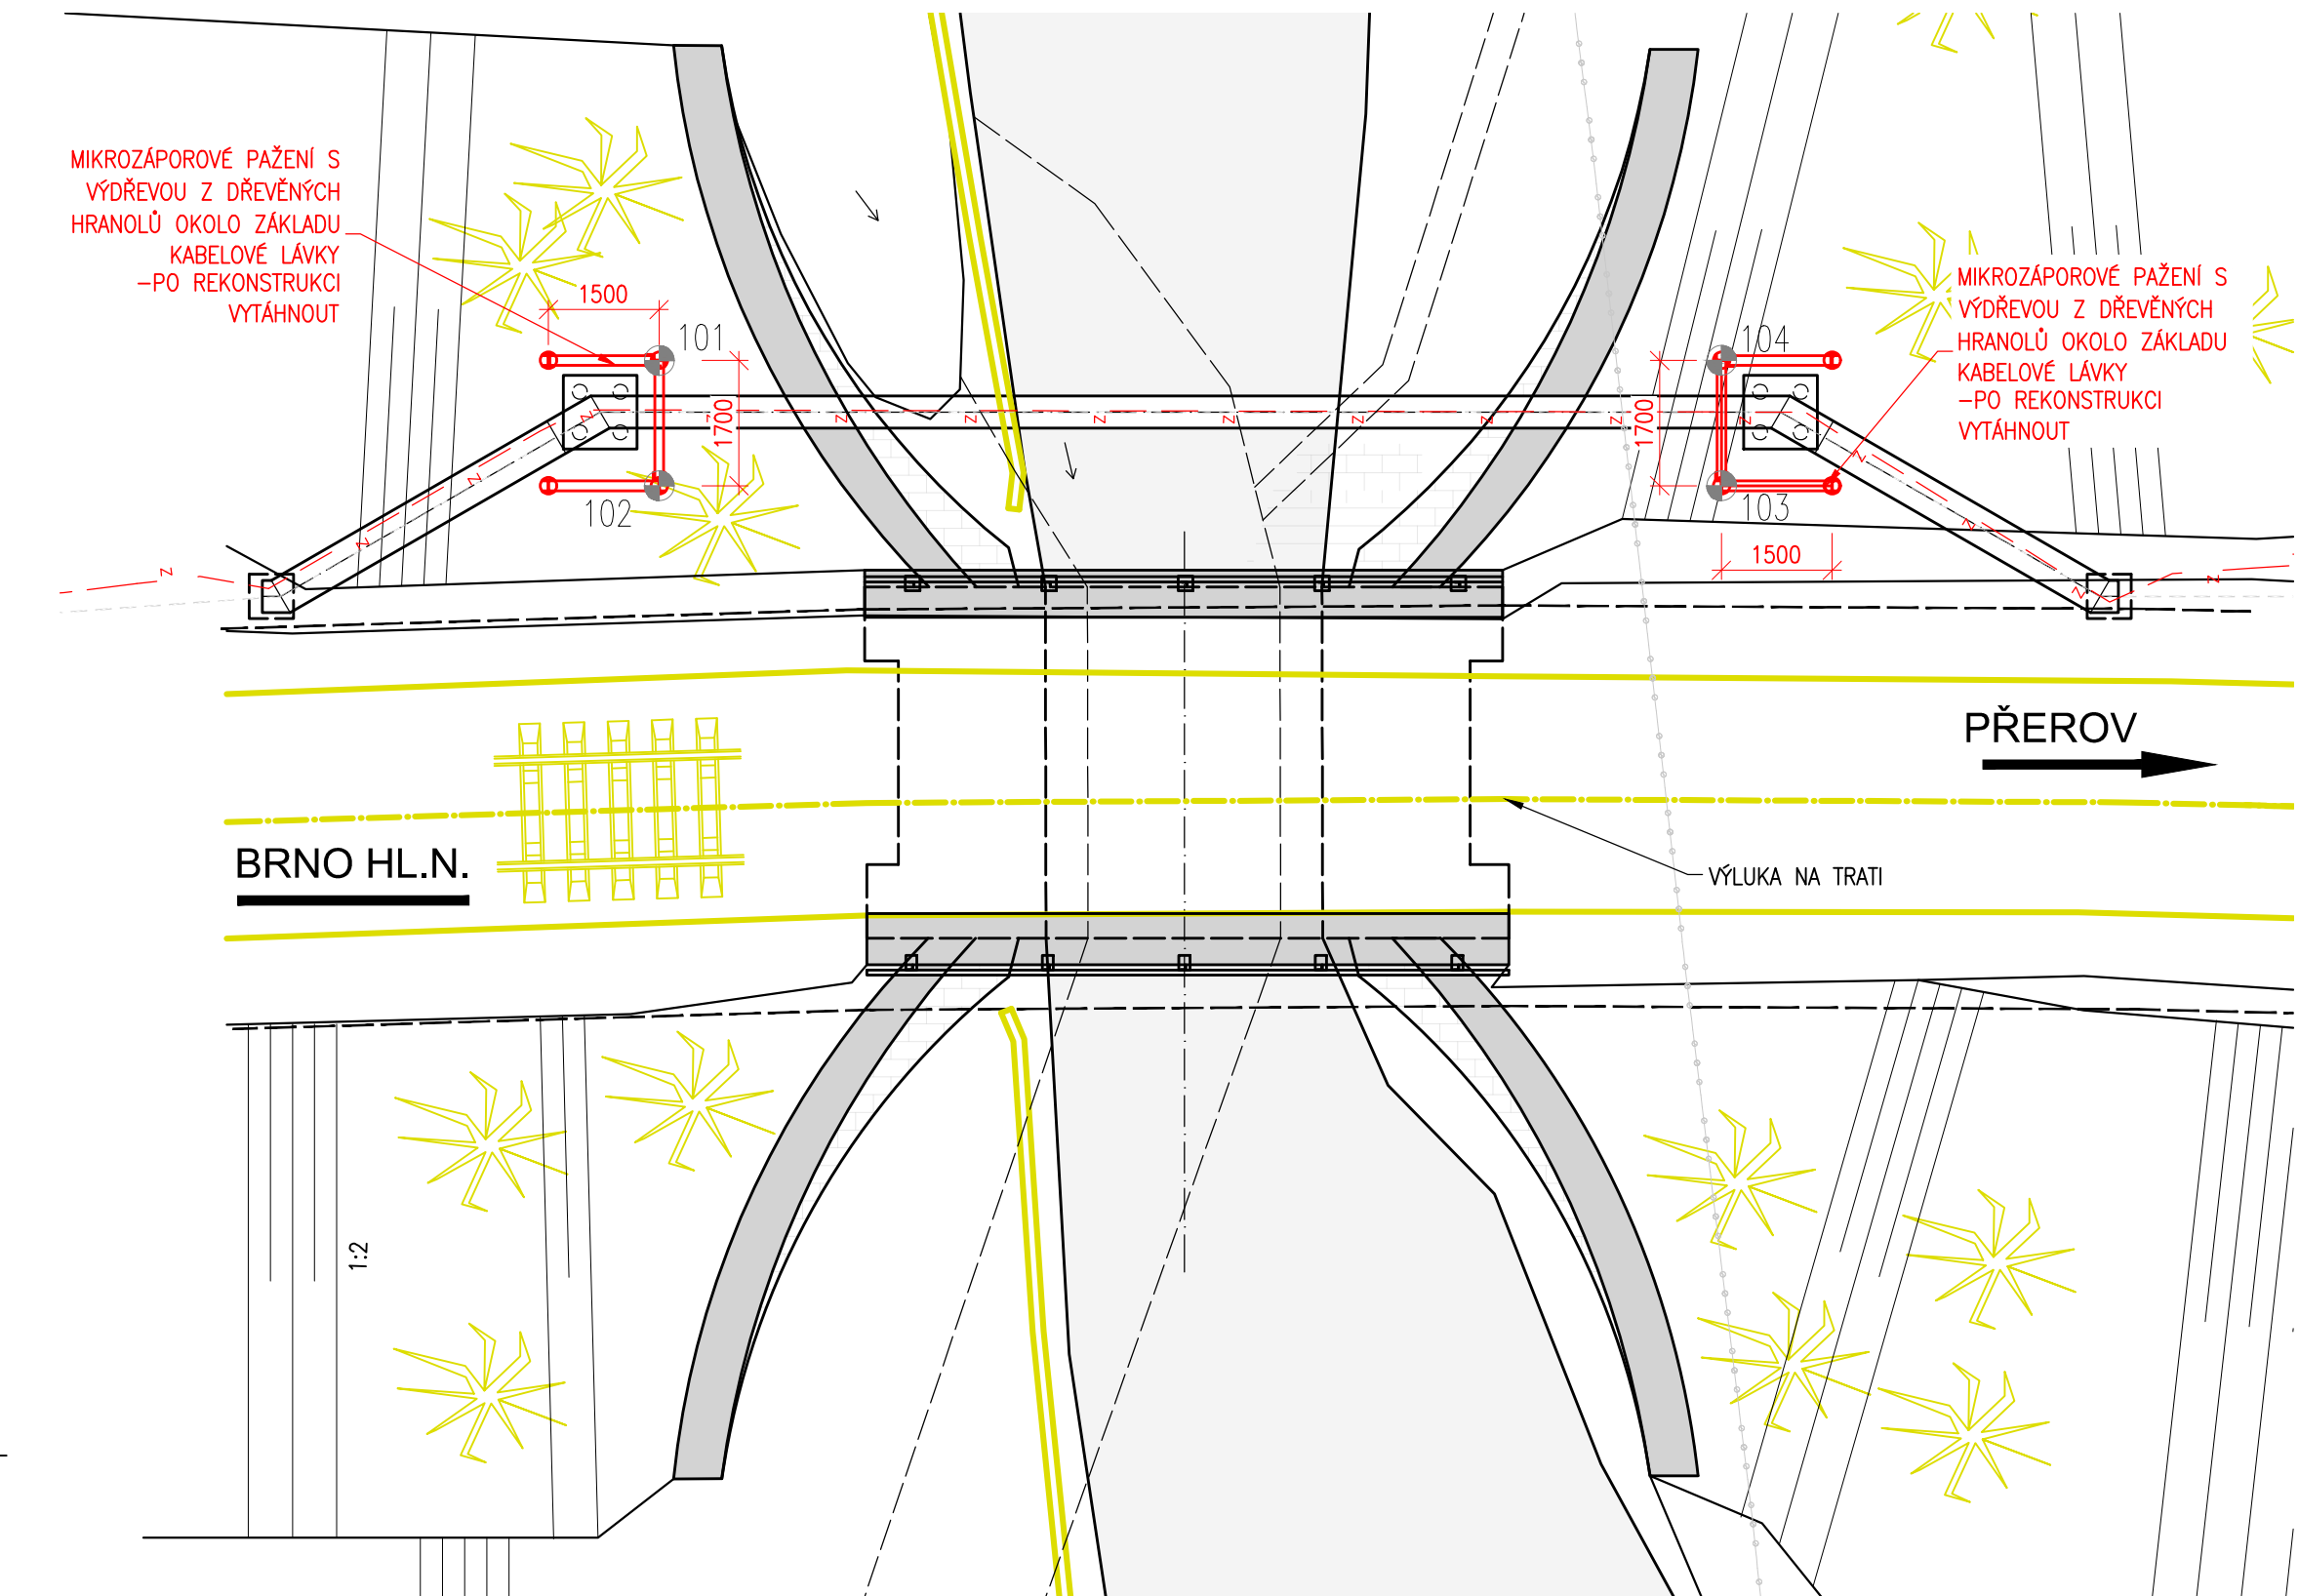 MIKROZÁPOROVÉ PAŽENÍ S
VÝDŘEVOU Z DŘEVĚNÝCH
HRANOLŮ OKOLO ZÁKLADU
KABELOVÉ LÁVKY
-PO REKONSTRUKCI
VYTÁHNOUT
1500
101
1700
102
MIKROZÁPOROVÉ PAŽENÍ S
VÝDŘEVOU Z DŘEVĚNÝCH
HRANOLŮ OKOLO ZÁKLADU
KABELOVÉ LÁVKY
-PO REKONSTRUKCI
VYTÁHNOUT
104
1700
103
1500
PŘEROV
BRNO HL.N.
VÝLUKA NA TRATI
1:2